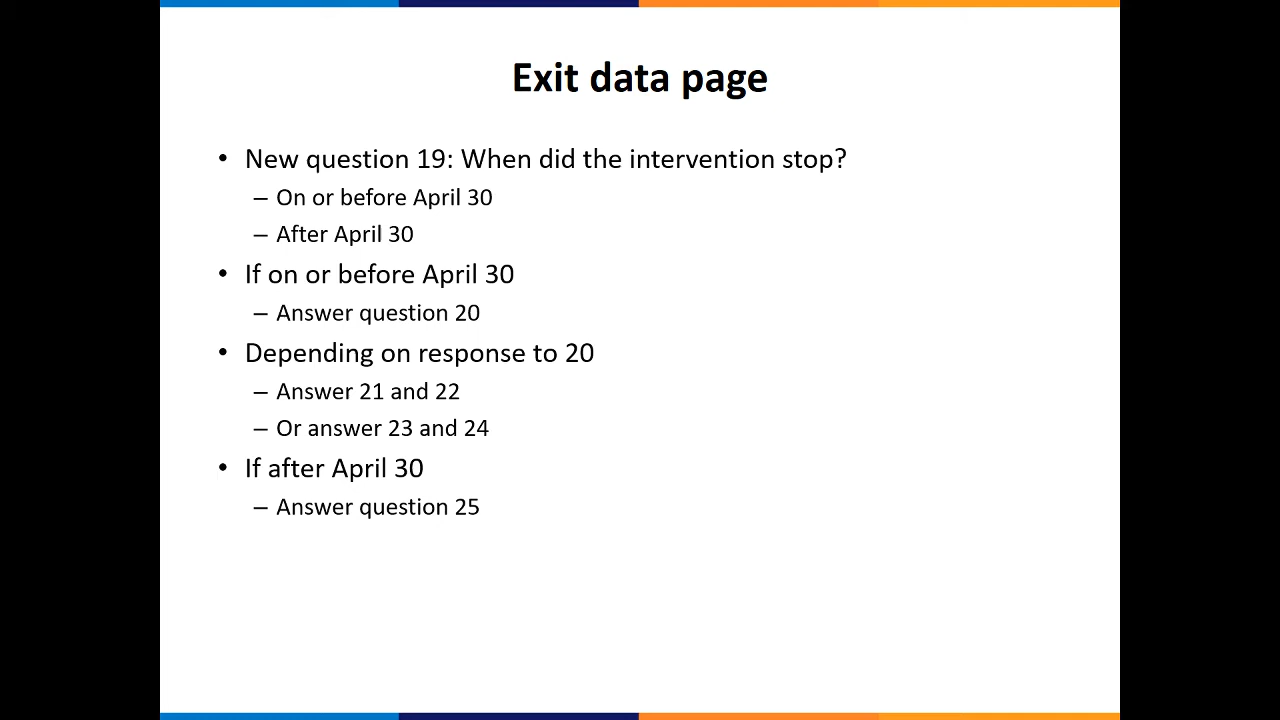 Exit data page
• New question 19: When did the intervention stop?
– On or before April 30
– After April 30
• If on or before April 30
– Answer question 20
• Depending on response to 20
– Answer 21 and 22
– Or answer 23 and 24
• If after April 30
– Answer question 25